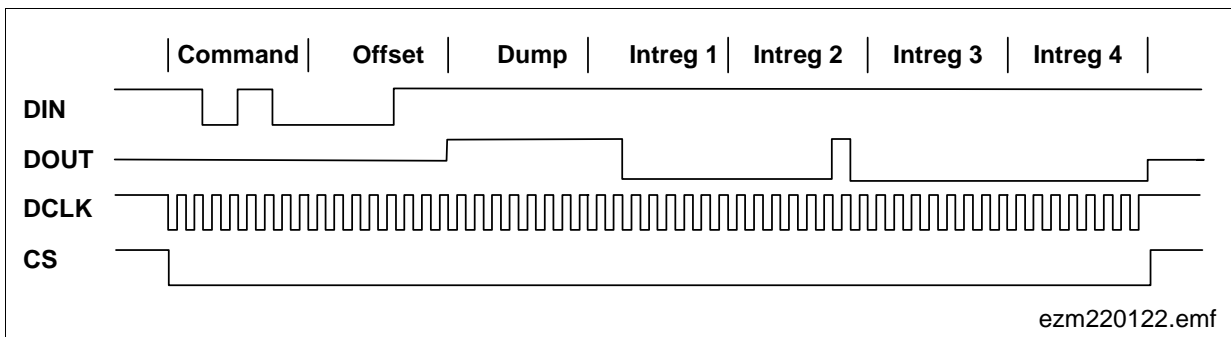 Command Offset Dump Intreg 1 Intreg 2 Intreg 3 Intreg 4
DIN
DOUT
DCLK
CS
ezm220122.emf